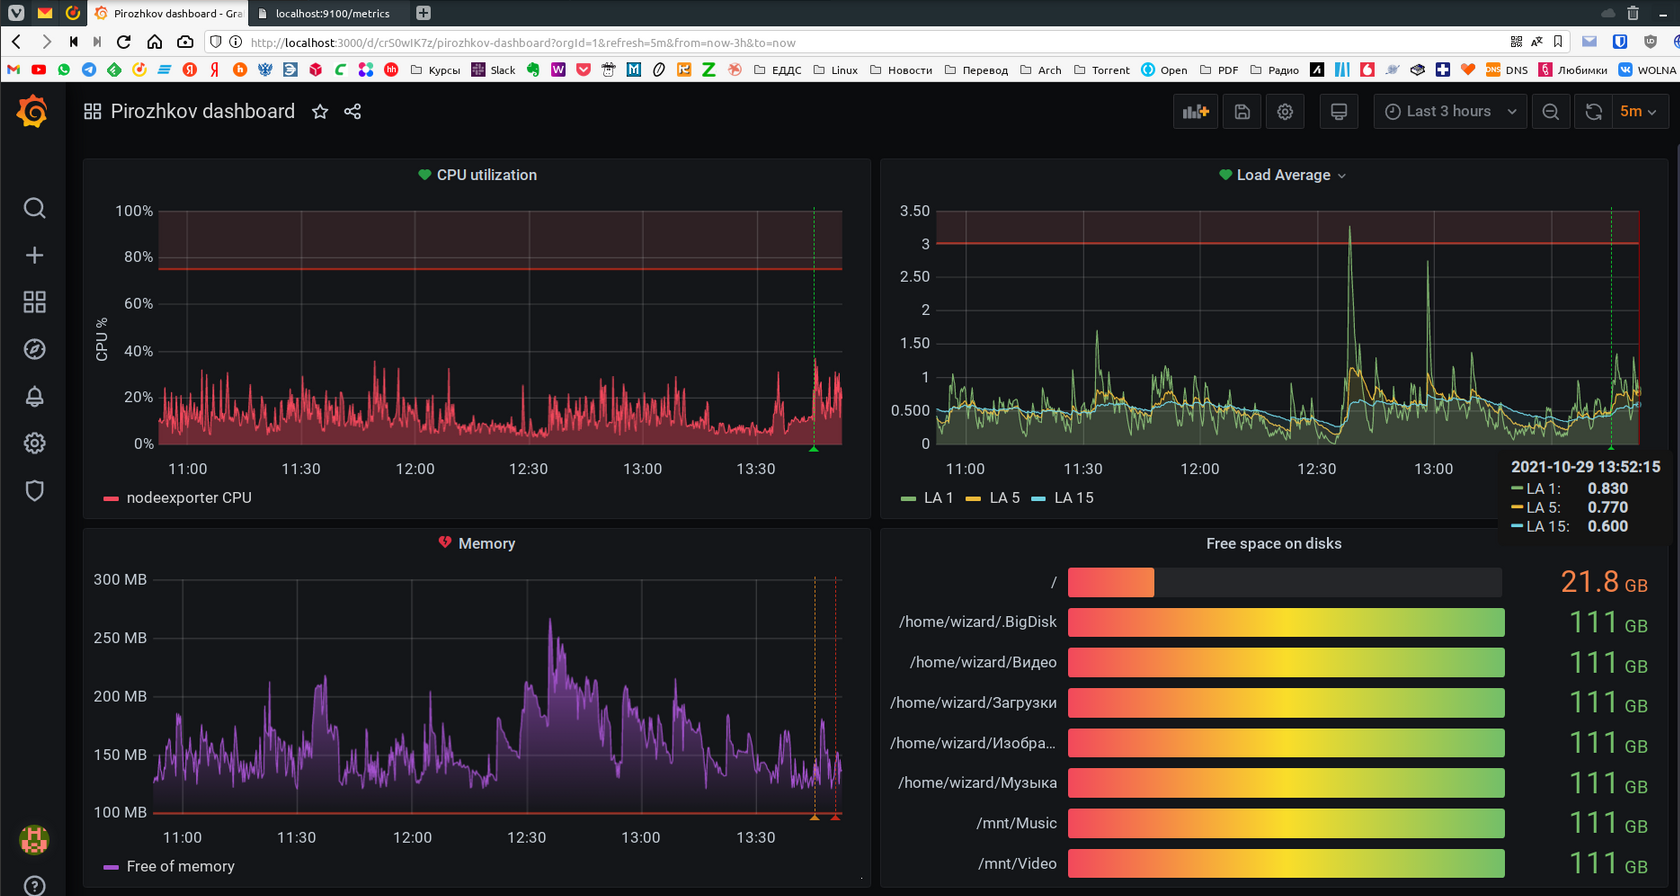 Pirozhkov dashboard - Gra
localhost:9100/metrics
http://localhost:3000/d/crS0wIK7z/pirozhkov-dashboard?orgId=1&refresh=5m&from=now-3h&to=now
Курсы Slack ЕДДС Linux Новости Перевод Arch Torrent Open PDF Радио DNS DNS Любимки WOLNA
Pirozhkov dashboard
Last 3 hours
5m
CPU utilization
100%
80%
60%
40%
20%
0%
CPU %
11:00 11:30 12:00 12:30 13:00 13:30
nodeexporter CPU
Load Average
3.50
3
2.50
2
1.50
1
0.500
0
11:00 11:30 12:00 12:30 13:00
LA 1 LA 5 LA 15
2021-10-29 13:52:15
LA 1: 0.830
LA 5: 0.770
LA 15: 0.600
Memory
300 MB
250 MB
200 MB
150 MB
100 MB
11:00 11:30 12:00 12:30 13:00 13:30
Free of memory
Free space on disks
/ 21.8 GB
/home/wizard/.BigDisk 111 GB
/home/wizard/Видео 111 GB
/home/wizard/Загрузки 111 GB
/home/wizard/Изобра... 111 GB
/home/wizard/Музыка 111 GB
/mnt/Music 111 GB
/mnt/Video 111 GB